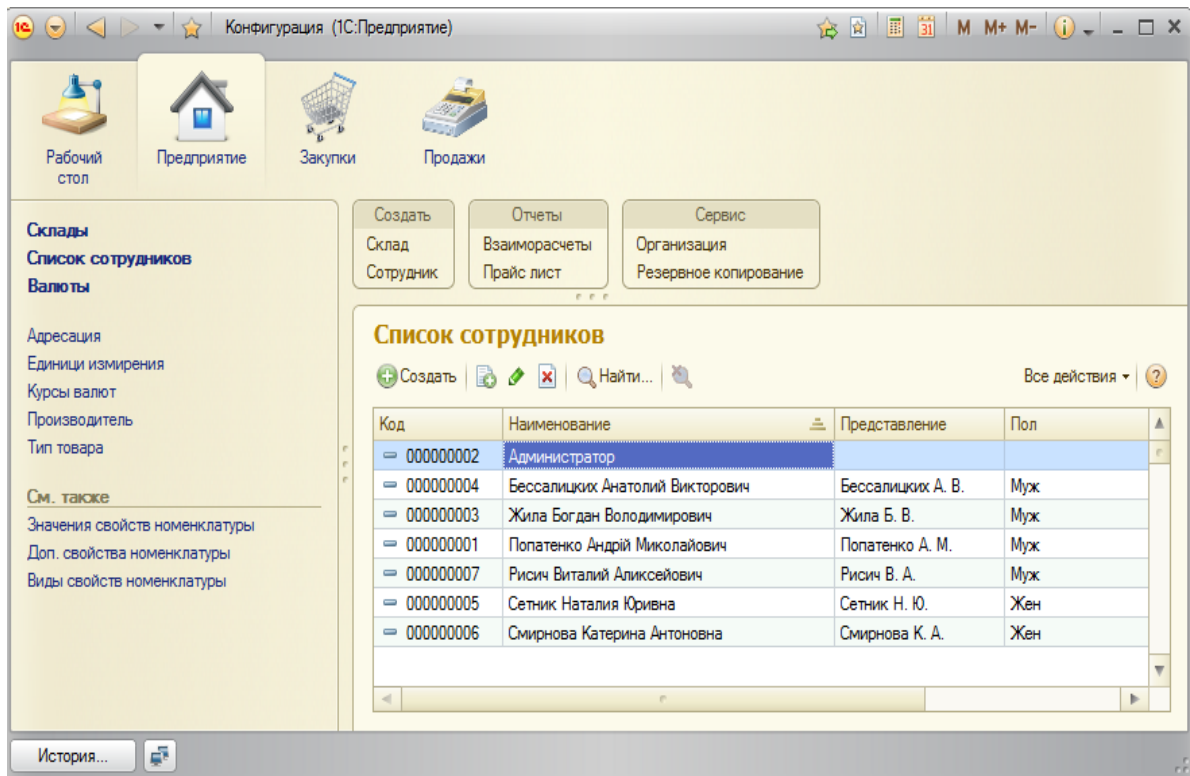 1С Конфигурация (1С:Предприятие) 31 M M+ M-
Рабочий
стол
Предприятие
Закупки
Продажи
Склады
Список сотрудников
Валюты
Адресация
Единици измирения
Курсы валют
Производитель
Тип товара
См. также
Значения свойств номенклатуры
Доп. свойства номенклатуры
Виды свойств номенклатуры
Создать
Склад
Сотрудник
Отчеты
Взаиморасчеты
Прайс лист
Сервис
Организация
Резервное копирование
Список сотрудников
Создать Найти... Все действия ?
Код Наименование Представление Пол
000000002 Администратор
000000004 Бессалицких Анатолий Викторович Бессалицких А. В. Муж
000000003 Жила Богдан Володимирович Жила Б. В. Муж
000000001 Попатенко Андрій Миколайович Попатенко А. М. Муж
000000007 Рисич Виталий Аликсейович Рисич В. А. Муж
000000005 Сетник Наталия Юривна Сетник Н. Ю. Жен
000000006 Смирнова Катерина Антоновна Смирнова К. А. Жен
История...